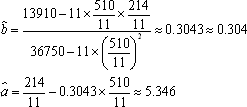 b̂ = (13910 − 11 × 510/11 × 214/11) / (36750 − 11 × (510/11)²) ≈ 0.3043 ≈ 0.304
â = 214/11 − 0.3043 × 510/11 ≈ 5.346